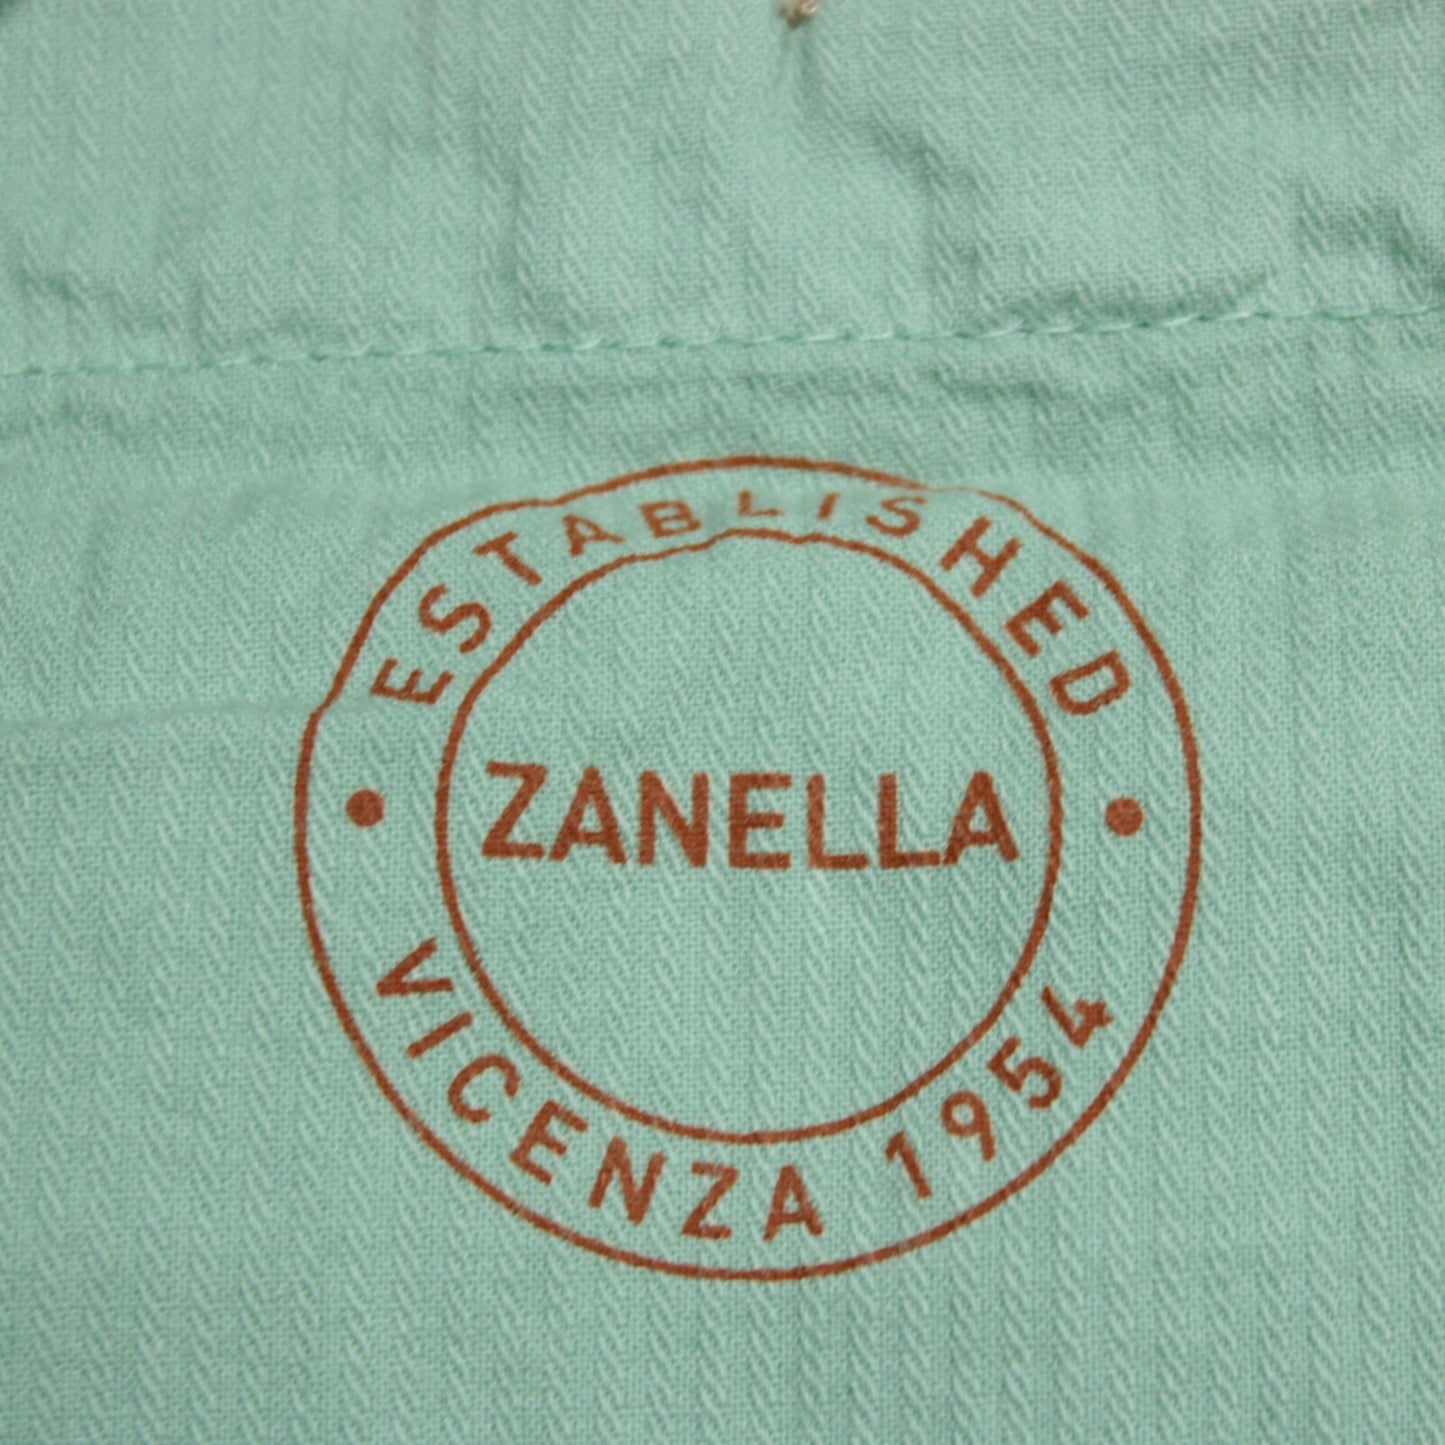 ESTABLISHED
ZANELLA
VICENZA 1954